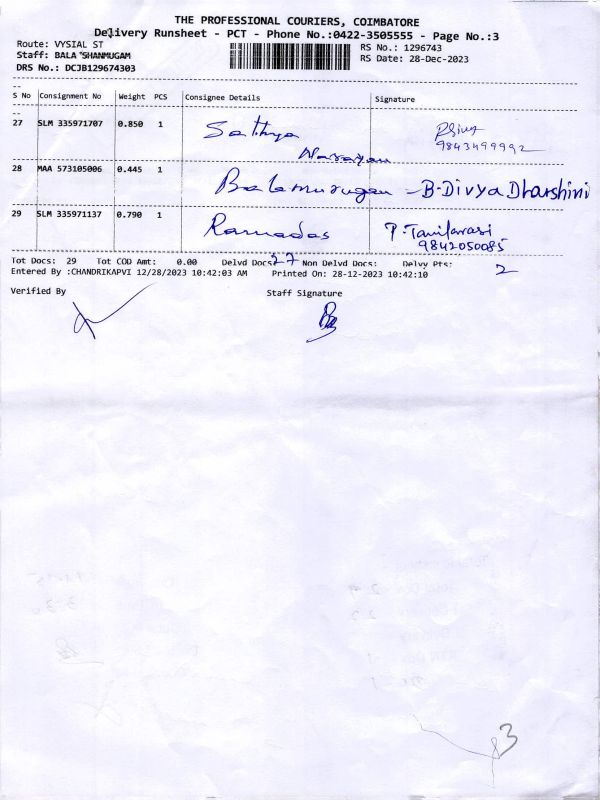 THE PROFESSIONAL COURIERS, COIMBATORE
Delivery Runsheet - PCT - Phone No.:0422-3505555 - Page No.:3
Route: VYSIAL ST RS No.: 1296743
Staff: BALA SHANMUGAM RS Date: 28-Dec-2023
DRS No.: DCJB129674303
S No Consignment No Weight PCS Consignee Details Signature
27 SLM 335971707 0.850 1 Sathya
Narayan
9843499992
28 MAA 573105006 0.445 1 Balamurugan - B.Divya Dharshini
29 SLM 335971137 0.790 1 Ramadas P. Tamilarasi
9842050085
Tot Docs: 29 Tot COD Amt: 0.00 Delvd Docs: 27 Non Delvd Docs: 2 Delvy Pts:
Entered By :CHANDRIKAPVI 12/28/2023 10:42:03 AM Printed On: 28-12-2023 10:42:10
Verified By Staff Signature
3